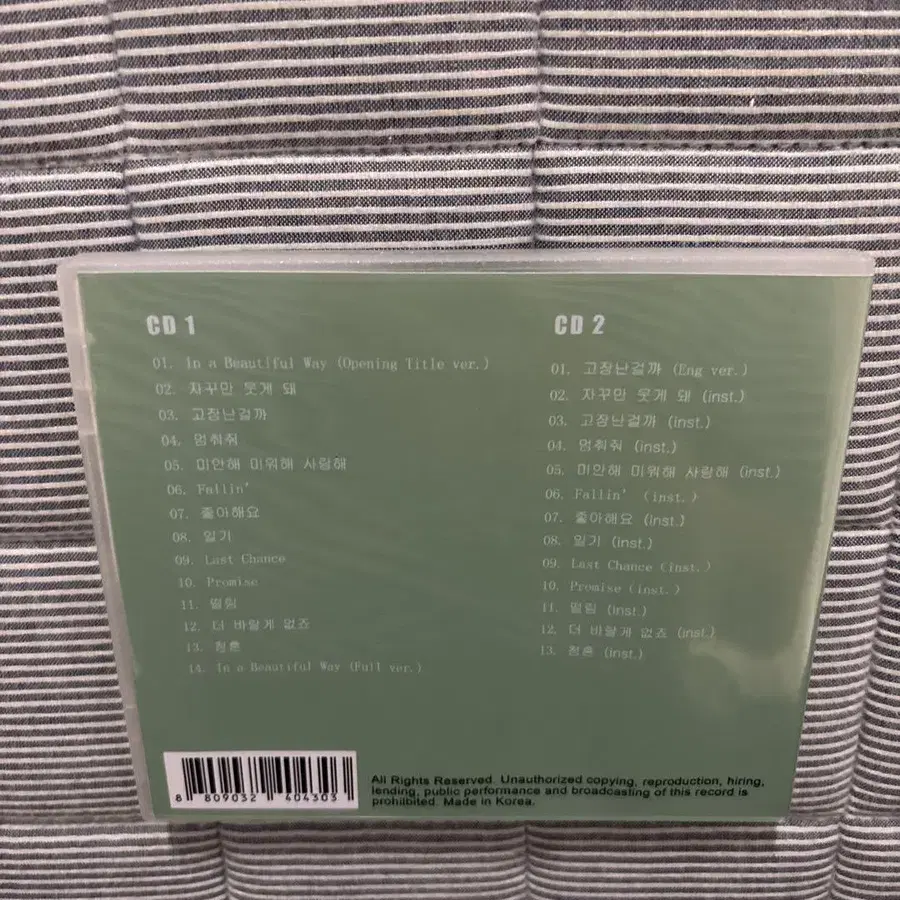 CD 1
01. In a Beautiful Way (Opening Title ver.)
02. 자꾸만 웃게 돼
03. 고장난걸까
04. 멈춰줘
05. 미안해 미워해 사랑해
06. Fallin'
07. 좋아해요
08. 일기
09. Last Chance
10. Promise
11. 떨림
12. 더 바랄게 없죠
13. 청혼
14. In a Beautiful Way (Full ver.)
CD 2
01. 고장난걸까 (Eng ver.)
02. 자꾸만 웃게 돼 (inst.)
03. 고장난걸까 (inst.)
04. 멈춰줘 (inst.)
05. 미안해 미워해 사랑해 (inst.)
06. Fallin' (inst.)
07. 좋아해요 (inst.)
08. 일기 (inst.)
09. Last Chance (inst.)
10. Promise (inst.)
11. 떨림 (inst.)
12. 더 바랄게 없죠 (inst.)
13. 청혼 (inst.)
8 809032 404303
All Rights Reserved. Unauthorized copying, reproduction, hiring,
lending, public performance and broadcasting of this record is
prohibited. Made in Korea.